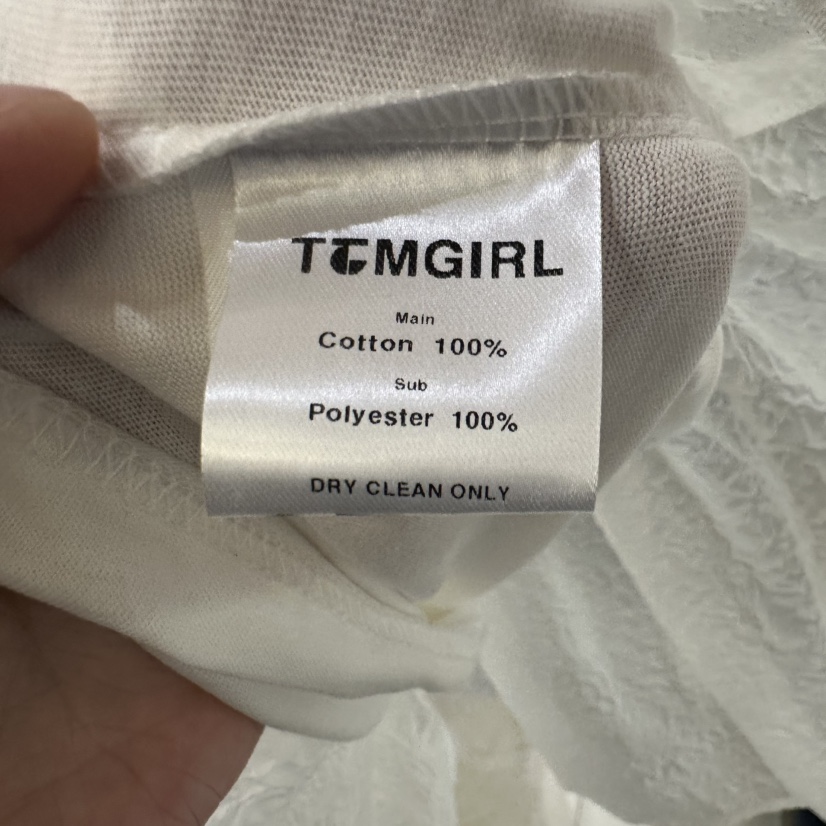 TCMGIRL
Main
Cotton 100%
Sub
Polyester 100%
DRY CLEAN ONLY